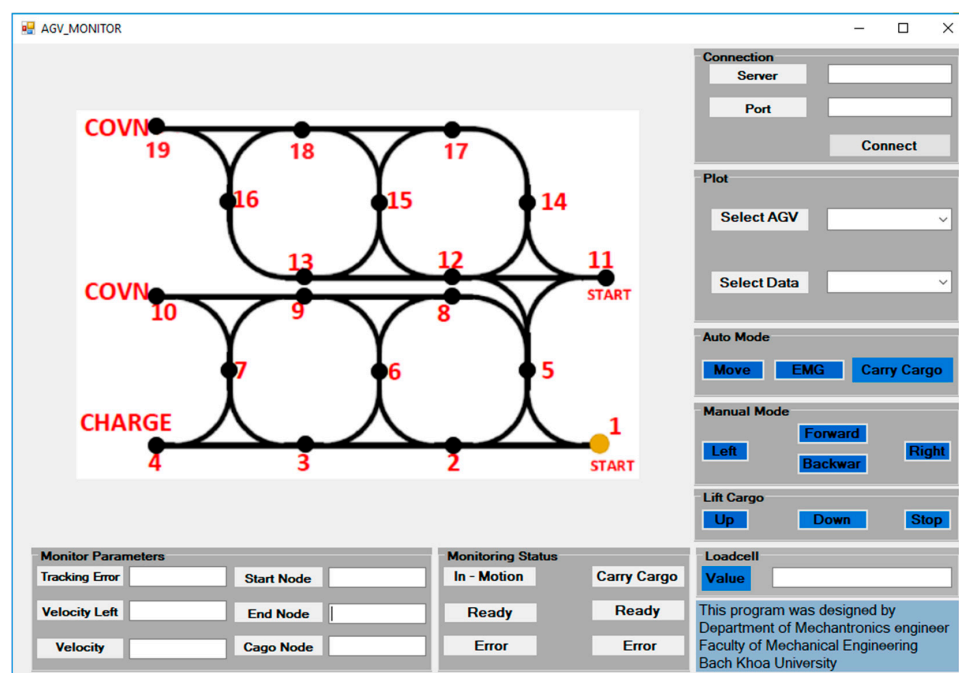 AGV_MONITOR
COVN
19
18
17
16
15
14
13
12
11
START
COVN
10
9
8
7
6
5
CHARGE
4
3
2
1
START
Connection
Server
Port
Connect
Plot
Select AGV
Select Data
Auto Mode
Move EMG Carry Cargo
Manual Mode
Forward
Left Right
Backwar
Lift Cargo
Up Down Stop
Monitor Parameters
Tracking Error Start Node
Velocity Left End Node
Velocity Cago Node
Monitoring Status
In - Motion Carry Cargo
Ready Ready
Error Error
Loadcell
Value
This program was designed by
Department of Mechantronics engineer
Faculty of Mechanical Engineering
Bach Khoa University